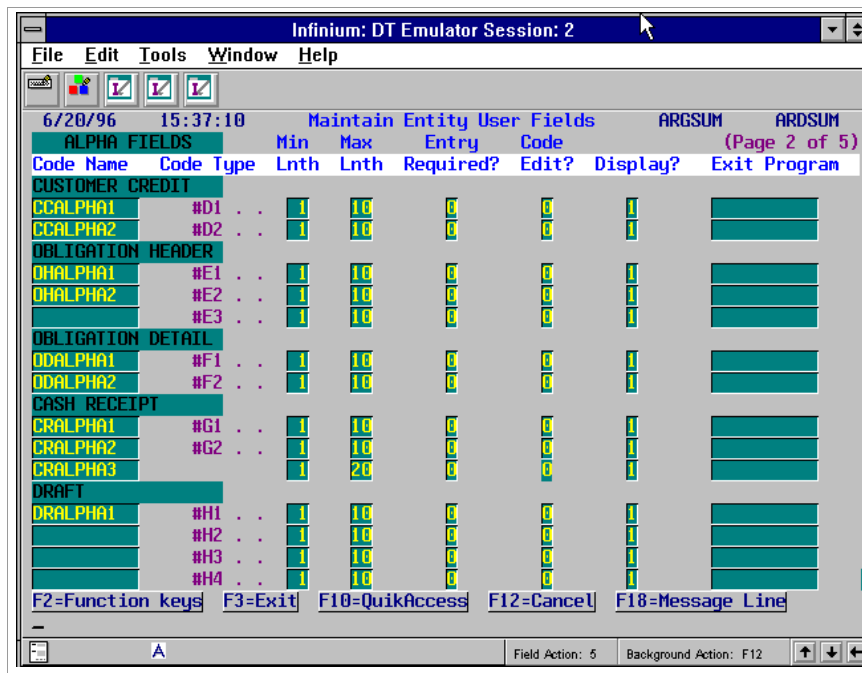 Infinium: DT Emulator Session: 2
File Edit Tools Window Help
6/20/96 15:37:10 Maintain Entity User Fields ARGSUM ARDSUM
ALPHA FIELDS Min Max Entry Code (Page 2 of 5)
Code Name Code Type Lnth Lnth Required? Edit? Display? Exit Program
CUSTOMER CREDIT
CCALPHA1 #D1 . . 1 10 0 0 1
CCALPHA2 #D2 . . 1 10 0 0 1
OBLIGATION HEADER
OHALPHA1 #E1 . . 1 10 0 0 1
OHALPHA2 #E2 . . 1 10 0 0 1
#E3 . . 1 10 0 0 1
OBLIGATION DETAIL
ODALPHA1 #F1 . . 1 10 0 0 1
ODALPHA2 #F2 . . 1 10 0 0 1
CASH RECEIPT
CRALPHA1 #G1 . . 1 10 0 0 1
CRALPHA2 #G2 . . 1 10 0 0 1
CRALPHA3 1 20 0 0 1
DRAFT
DRALPHA1 #H1 . . 1 10 0 0 1
#H2 . . 1 10 0 0 1
#H3 . . 1 10 0 0 1
#H4 . . 1 10 0 0 1
F2=Function keys F3=Exit F10=QuikAccess F12=Cancel F18=Message Line
A Field Action: 5 Background Action: F12